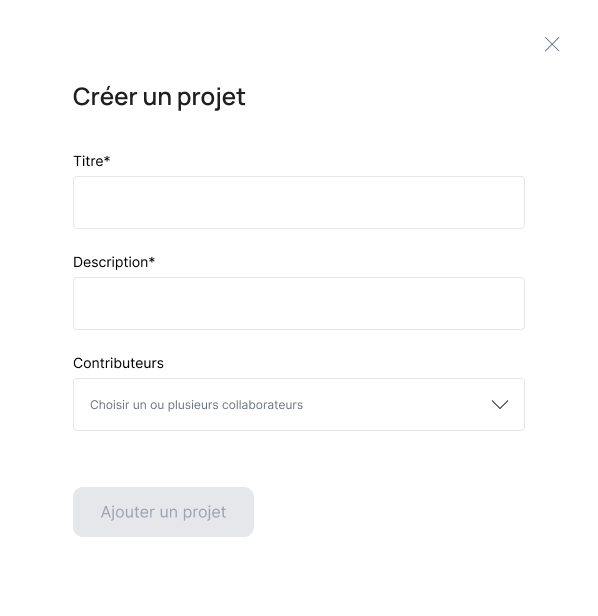 Créer un projet
Titre*
Description*
Contributeurs
Choisir un ou plusieurs collaborateurs
Ajouter un projet